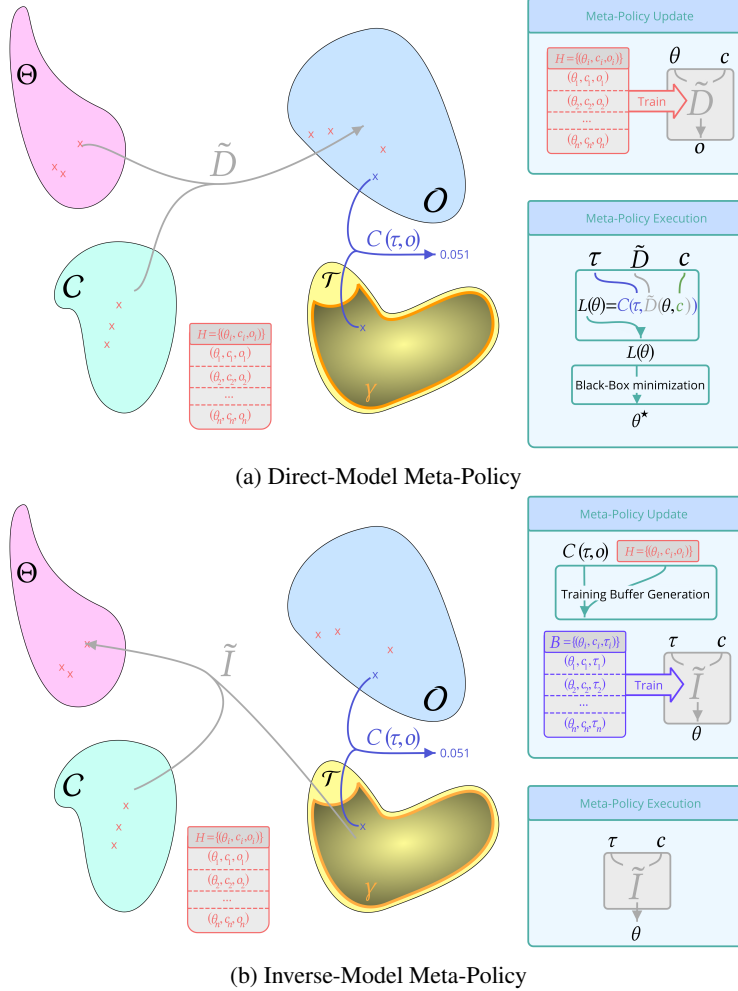 Θ
D̃
O
C(τ,o)
0.051
C
T
γ
H={(θᵢ,cᵢ,oᵢ)}
(θ₁,c₁,o₁)
(θ₂,c₂,o₂)
...
(θₙ,cₙ,oₙ)
Meta-Policy Update
H={(θᵢ,cᵢ,oᵢ)}
(θ₁,c₁,o₁)
(θ₂,c₂,o₂)
...
(θₙ,cₙ,oₙ)
Train
θ c
D̃
o
Meta-Policy Execution
τ D̃ c
L(θ)=C(τ,D̃(θ,c))
L(θ)
Black-Box minimization
θ★
(a) Direct-Model Meta-Policy
Θ
Ĩ
O
C(τ,o)
0.051
C
T
γ
H={(θᵢ,cᵢ,oᵢ)}
(θ₁,c₁,o₁)
(θ₂,c₂,o₂)
...
(θₙ,cₙ,oₙ)
Meta-Policy Update
C(τ,o) H={(θᵢ,cᵢ,oᵢ)}
Training Buffer Generation
B={(θᵢ,cᵢ,τᵢ)}
(θ₁,c₁,τ₁)
(θ₂,c₂,τ₂)
...
(θₙ,cₙ,τₙ)
Train
τ c
Ĩ
θ
Meta-Policy Execution
τ c
Ĩ
θ
(b) Inverse-Model Meta-Policy